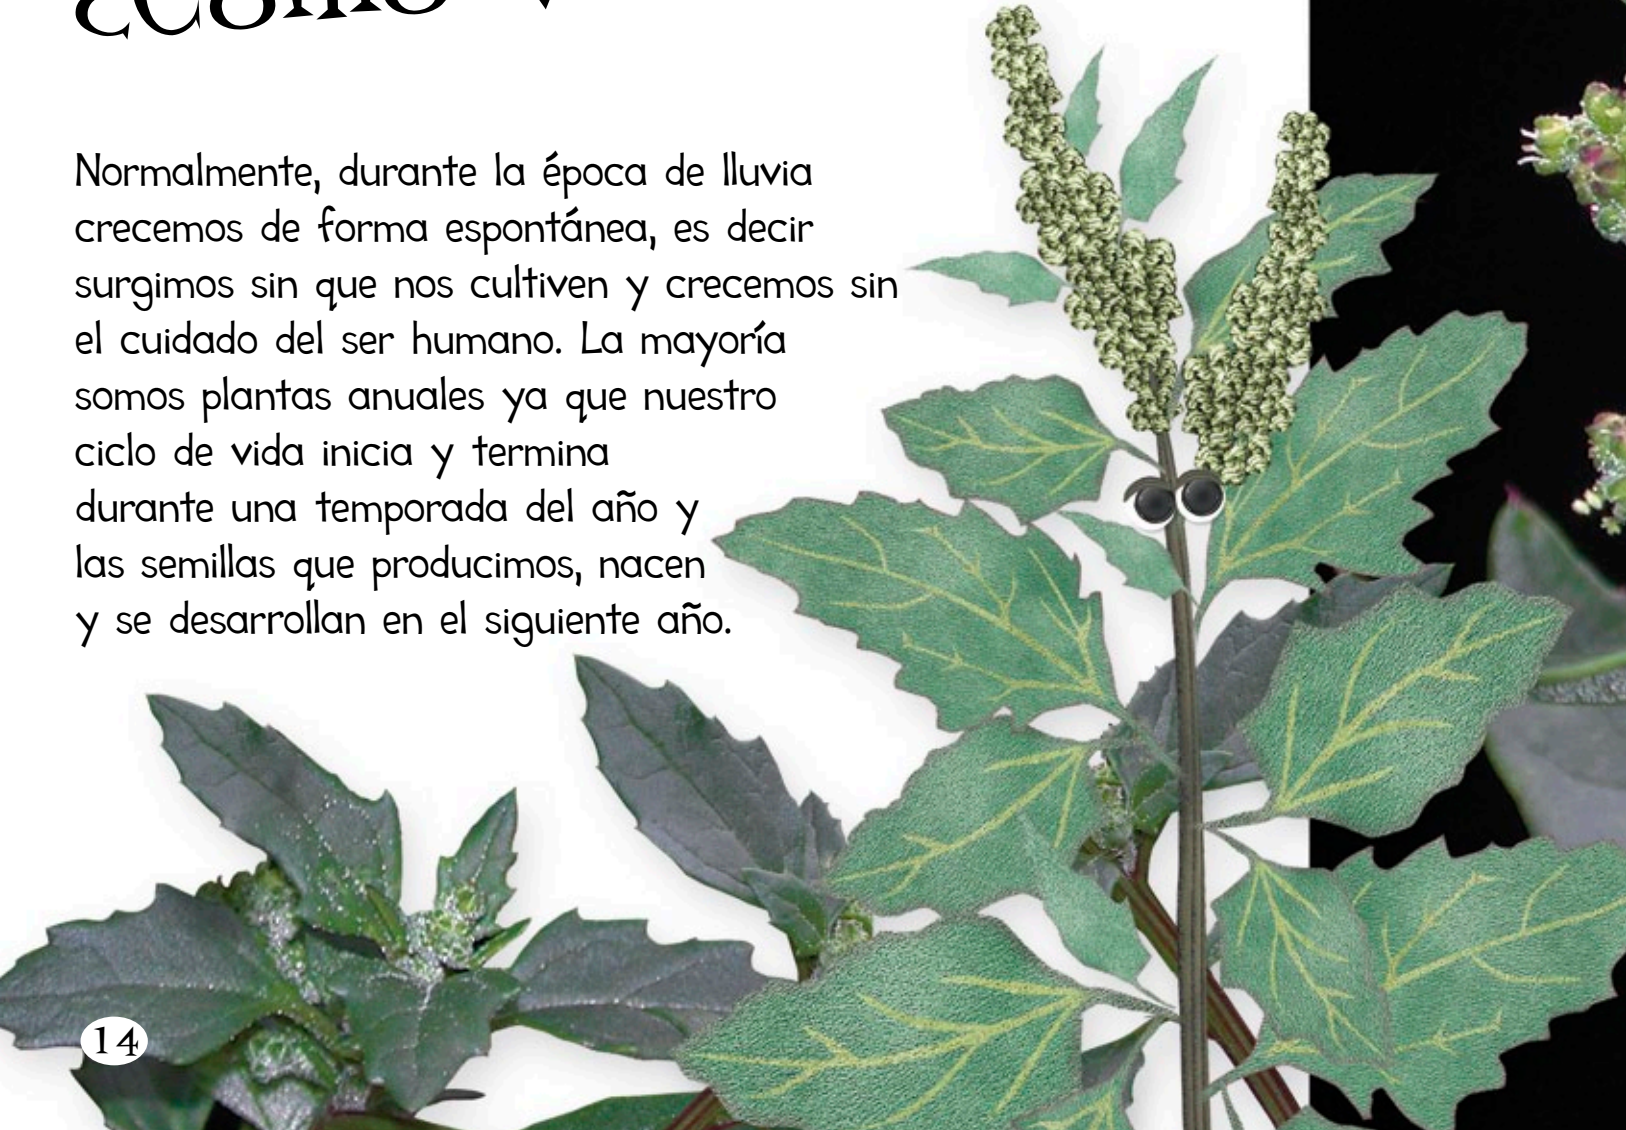 ¿Cómo
Normalmente, durante la época de lluvia
crecemos de forma espontánea, es decir
surgimos sin que nos cultiven y crecemos sin
el cuidado del ser humano. La mayoría
somos plantas anuales ya que nuestro
ciclo de vida inicia y termina
durante una temporada del año y
las semillas que producimos, nacen
y se desarrollan en el siguiente año.
14